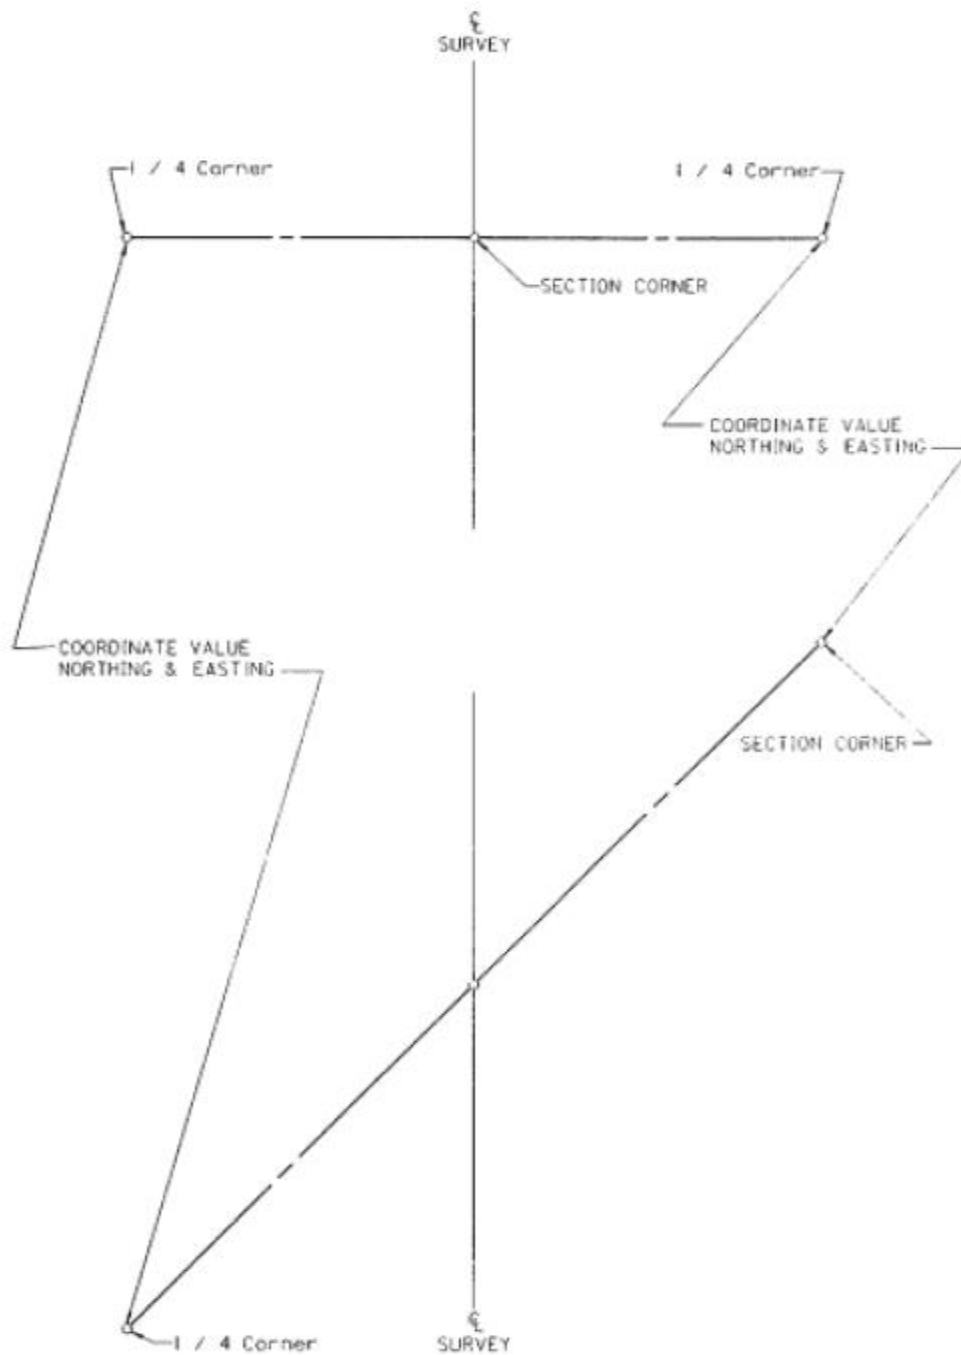 ℄
SURVEY
1 / 4 Corner
1 / 4 Corner
SECTION CORNER
COORDINATE VALUE
NORTHING & EASTING
COORDINATE VALUE
NORTHING & EASTING
SECTION CORNER
1 / 4 Corner
℄
SURVEY